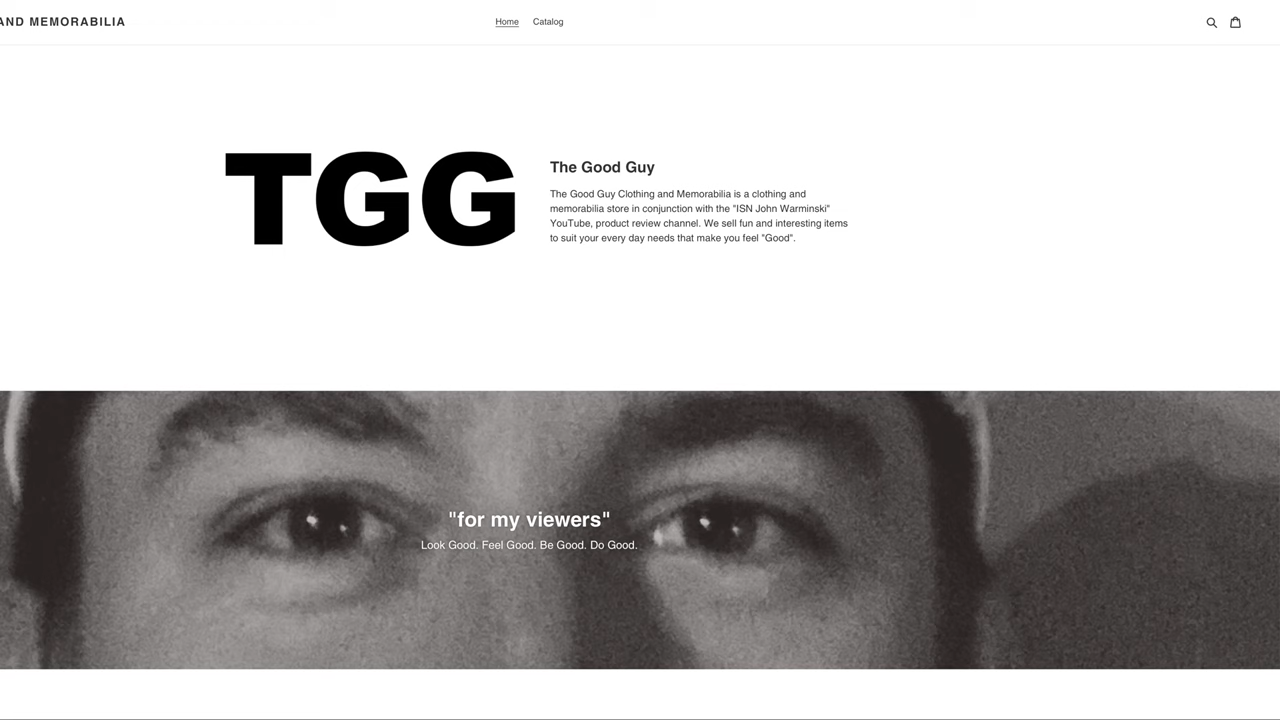 AND MEMORABILIA
Home Catalog
TGG
The Good Guy
The Good Guy Clothing and Memorabilia is a clothing and
memorabilia store in conjunction with the "ISN John Warminski"
YouTube, product review channel. We sell fun and interesting items
to suit your every day needs that make you feel "Good".
"for my viewers"
Look Good. Feel Good. Be Good. Do Good.